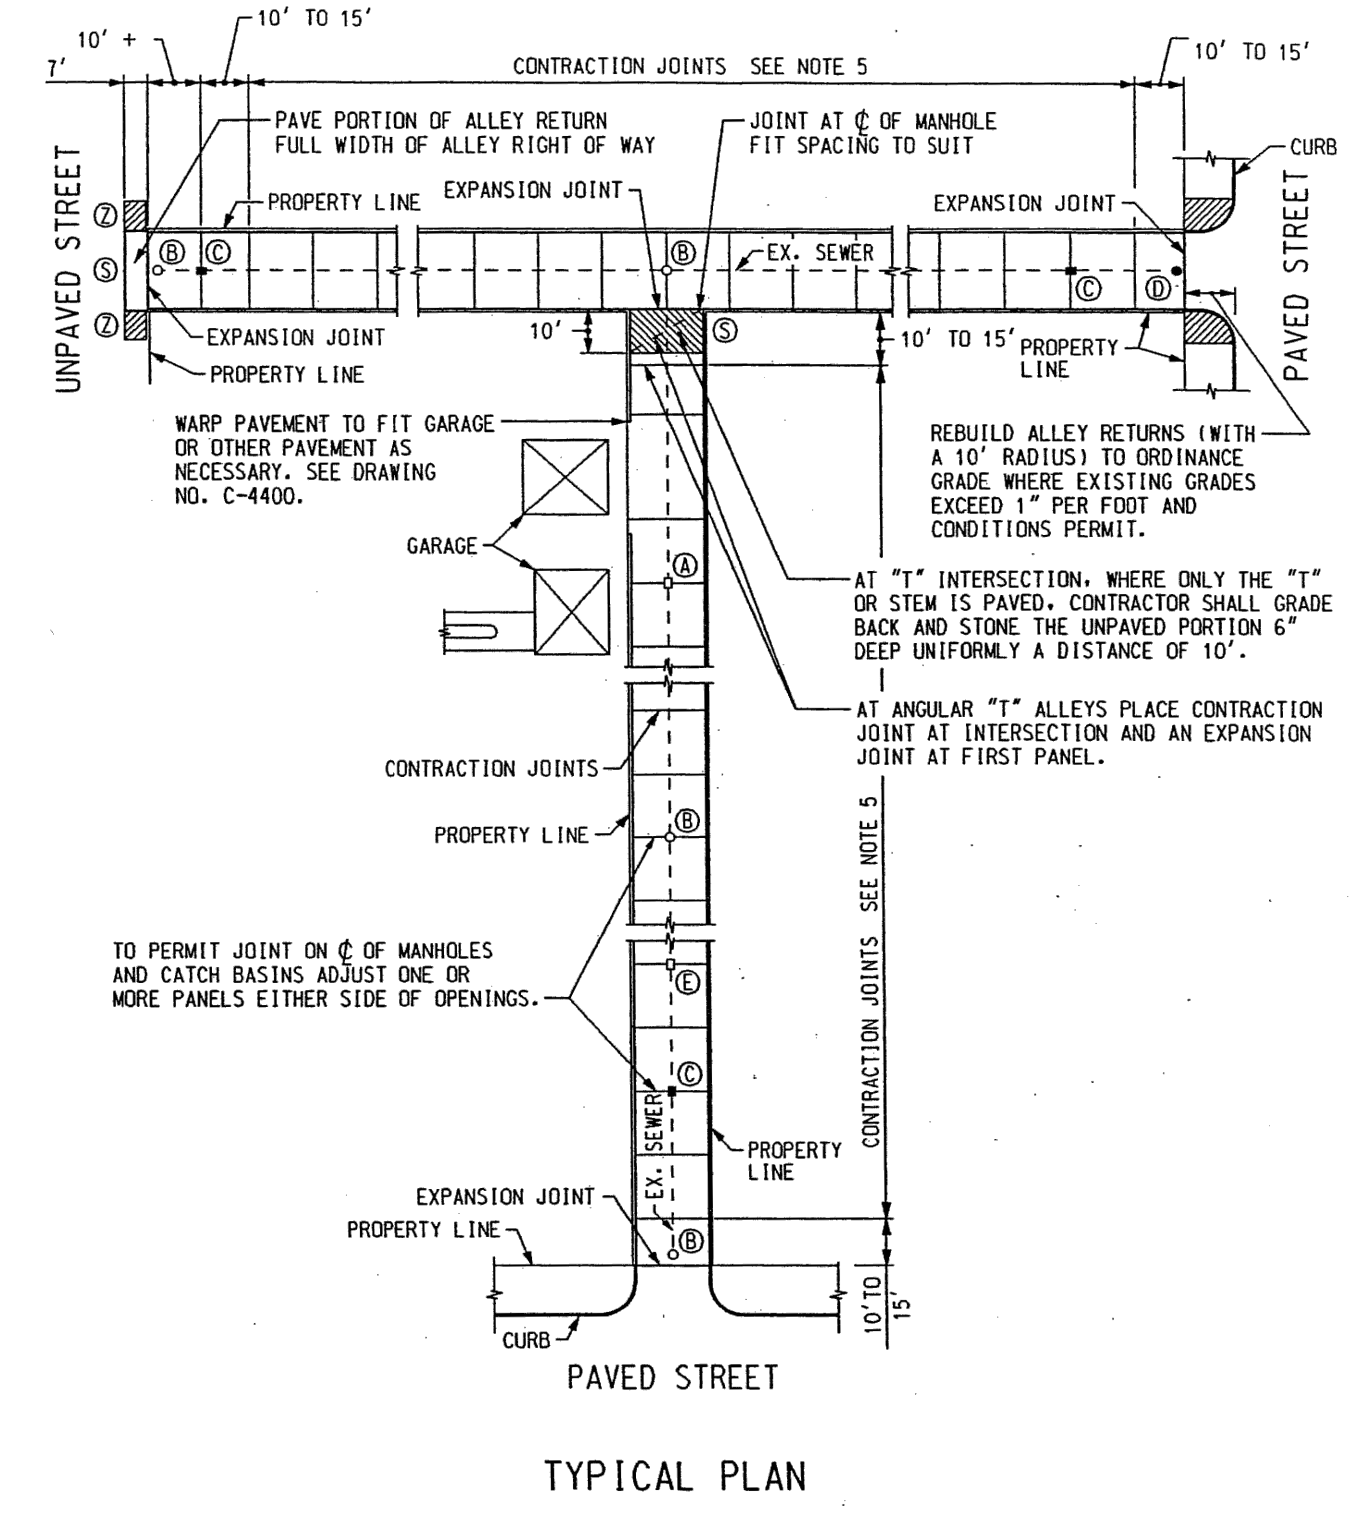 10' TO 15'
10' +
7'
CONTRACTION JOINTS SEE NOTE 5
10' TO 15'
PAVE PORTION OF ALLEY RETURN
FULL WIDTH OF ALLEY RIGHT OF WAY
JOINT AT ℄ OF MANHOLE
FIT SPACING TO SUIT
CURB
UNPAVED STREET
PROPERTY LINE
EXPANSION JOINT
EXPANSION JOINT
PAVED STREET
Z
S
Z
B
C
B
EX. SEWER
C
D
EXPANSION JOINT
PROPERTY LINE
10'
S
10' TO 15'
PROPERTY
LINE
WARP PAVEMENT TO FIT GARAGE
OR OTHER PAVEMENT AS
NECESSARY. SEE DRAWING
NO. C-4400.
REBUILD ALLEY RETURNS (WITH
A 10' RADIUS) TO ORDINANCE
GRADE WHERE EXISTING GRADES
EXCEED 1" PER FOOT AND
CONDITIONS PERMIT.
GARAGE
A
AT "T" INTERSECTION, WHERE ONLY THE "T"
OR STEM IS PAVED, CONTRACTOR SHALL GRADE
BACK AND STONE THE UNPAVED PORTION 6"
DEEP UNIFORMLY A DISTANCE OF 10'.
AT ANGULAR "T" ALLEYS PLACE CONTRACTION
JOINT AT INTERSECTION AND AN EXPANSION
JOINT AT FIRST PANEL.
CONTRACTION JOINTS
PROPERTY LINE
B
CONTRACTION JOINTS SEE NOTE 5
TO PERMIT JOINT ON ℄ OF MANHOLES
AND CATCH BASINS ADJUST ONE OR
MORE PANELS EITHER SIDE OF OPENINGS.
E
C
EX. SEWER
PROPERTY
LINE
EXPANSION JOINT
PROPERTY LINE
B
10' TO
15'
CURB
PAVED STREET
TYPICAL PLAN